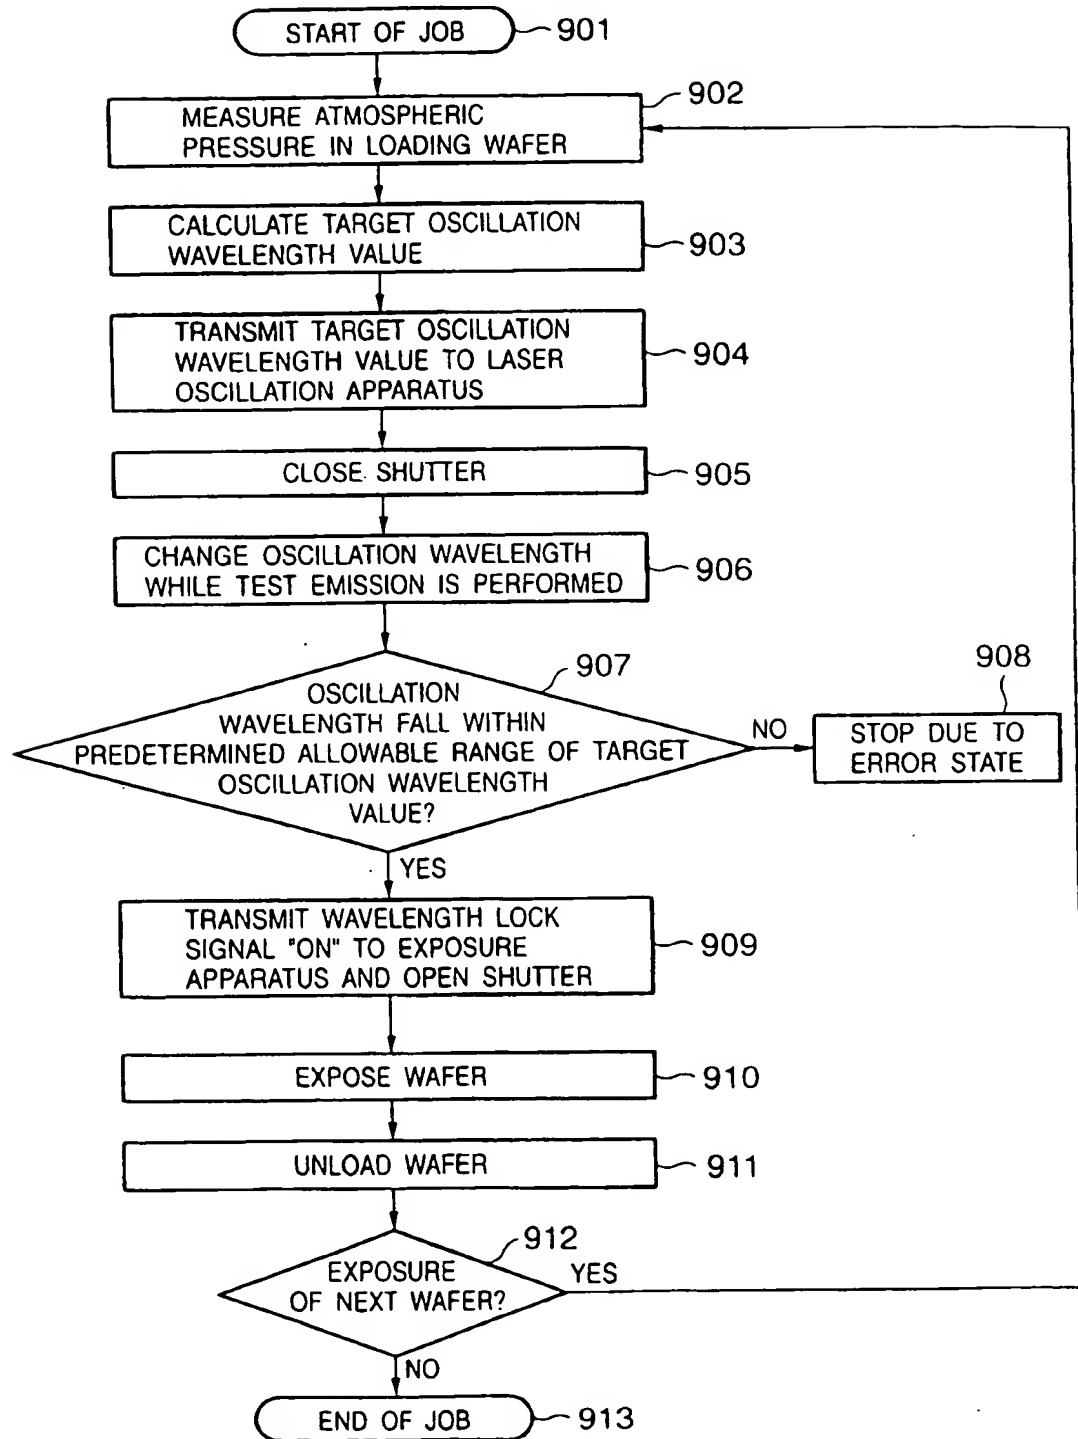 START OF JOB
901
902
MEASURE ATMOSPHERIC
PRESSURE IN LOADING WAFER
CALCULATE TARGET OSCILLATION
WAVELENGTH VALUE
903
TRANSMIT TARGET OSCILLATION
WAVELENGTH VALUE TO LASER
OSCILLATION APPARATUS
904
CLOSE SHUTTER
905
CHANGE OSCILLATION WAVELENGTH
WHILE TEST EMISSION IS PERFORMED
906
907
OSCILLATION
WAVELENGTH FALL WITHIN
PREDETERMINED ALLOWABLE RANGE OF TARGET
OSCILLATION WAVELENGTH
VALUE?
NO
908
STOP DUE TO
ERROR STATE
YES
TRANSMIT WAVELENGTH LOCK
SIGNAL "ON" TO EXPOSURE
APPARATUS AND OPEN SHUTTER
909
EXPOSE WAFER
910
UNLOAD WAFER
911
912
EXPOSURE
OF NEXT WAFER?
YES
NO
END OF JOB
913